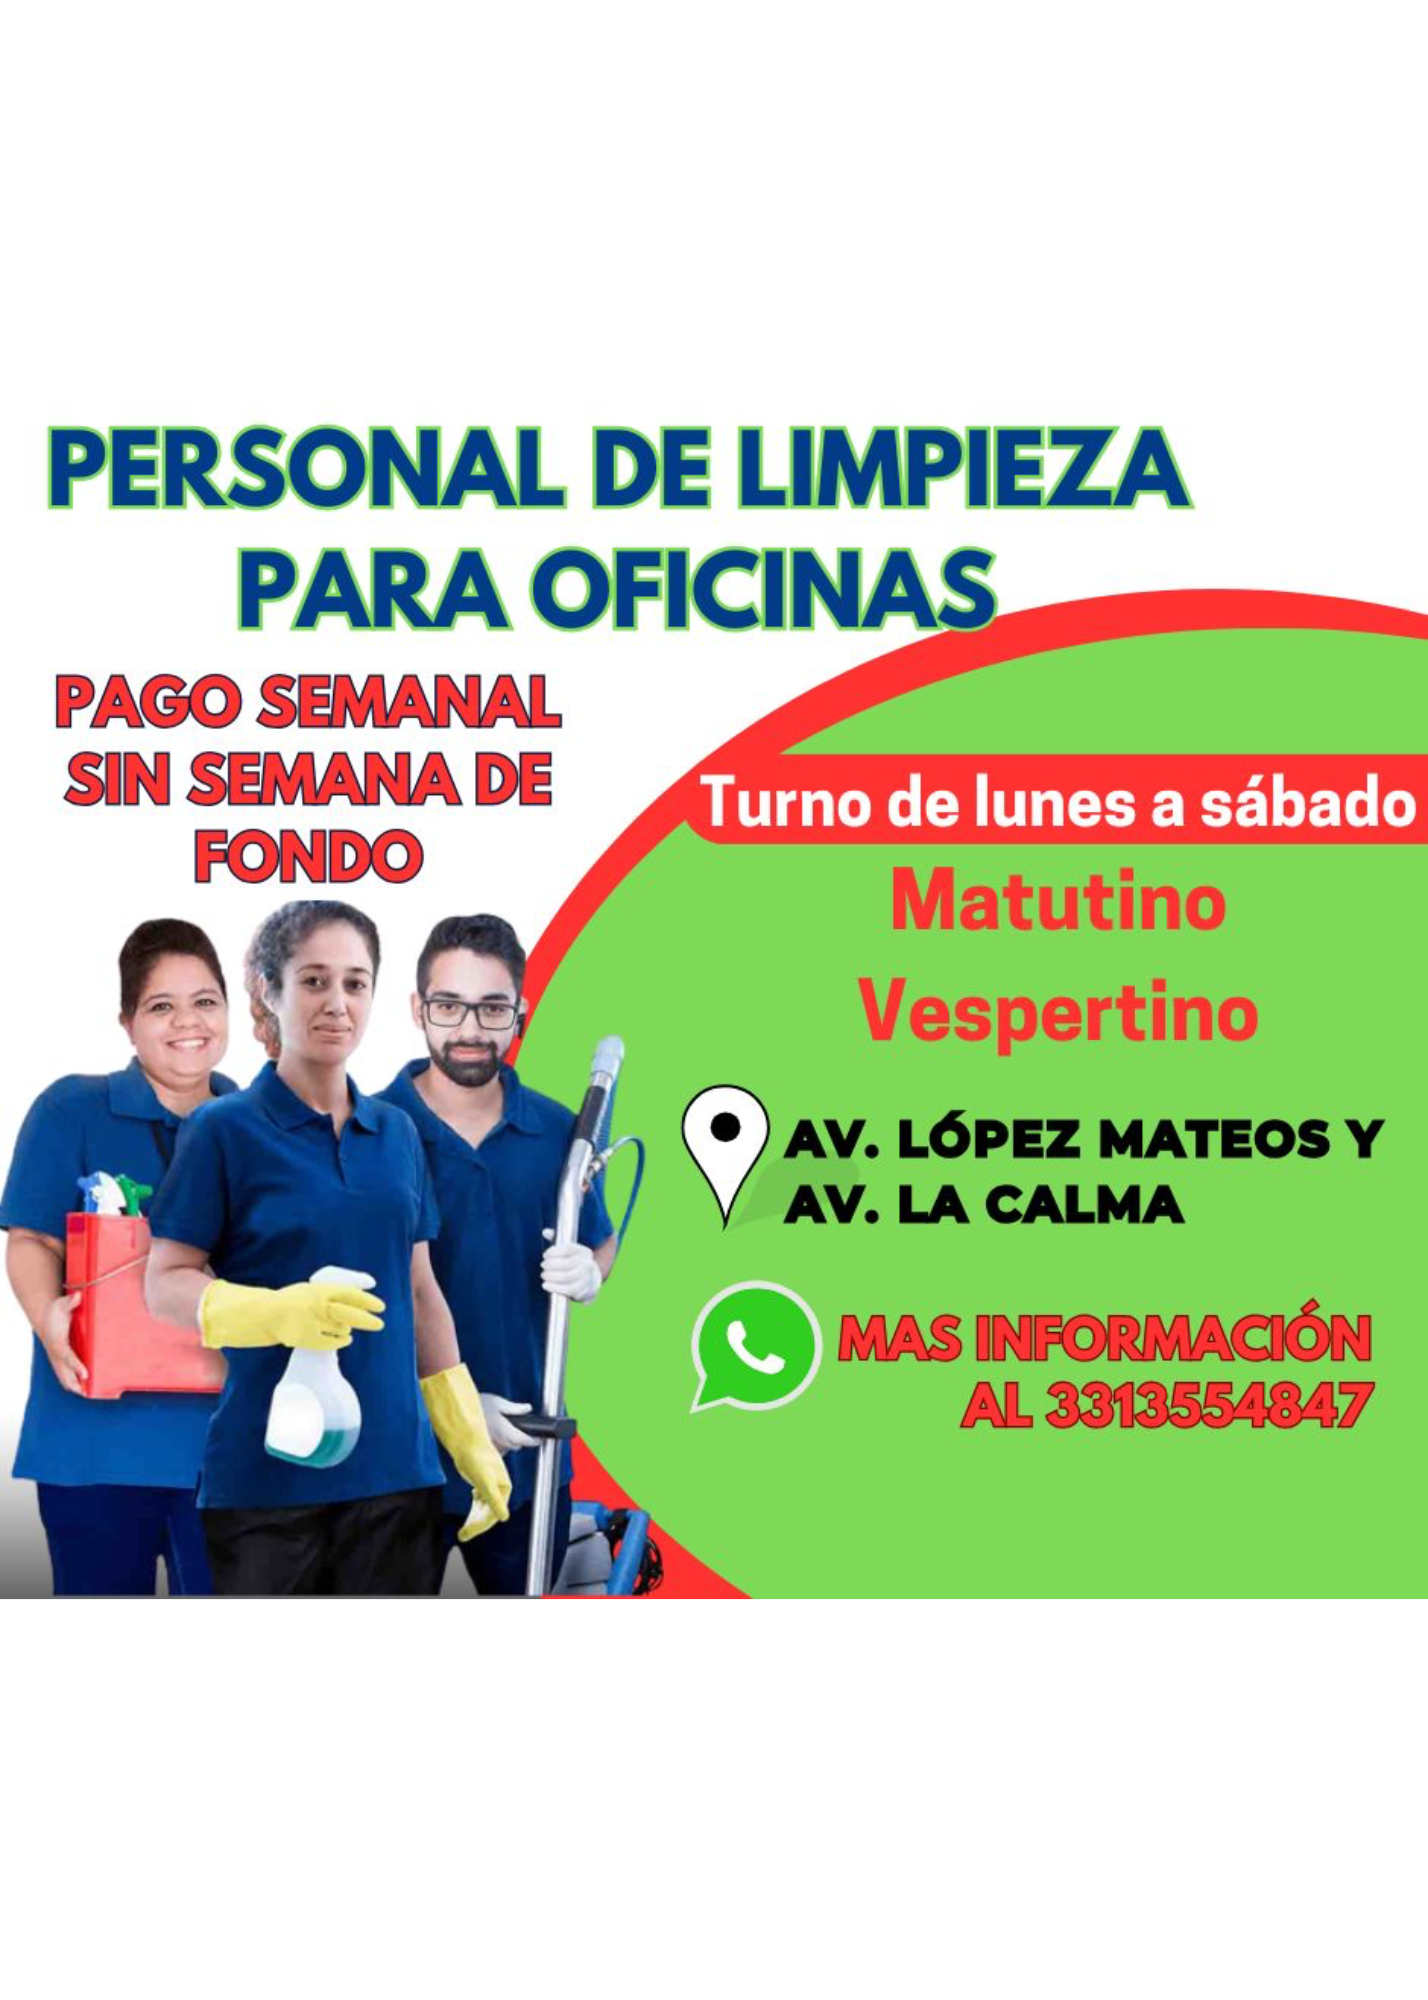 PERSONAL DE LIMPIEZA
PARA OFICINAS
PAGO SEMANAL
SIN SEMANA DE
FONDO
Turno de lunes a sábado
Matutino
Vespertino
AV. LÓPEZ MATEOS Y
AV. LA CALMA
MAS INFORMACIÓN
AL 3313554847